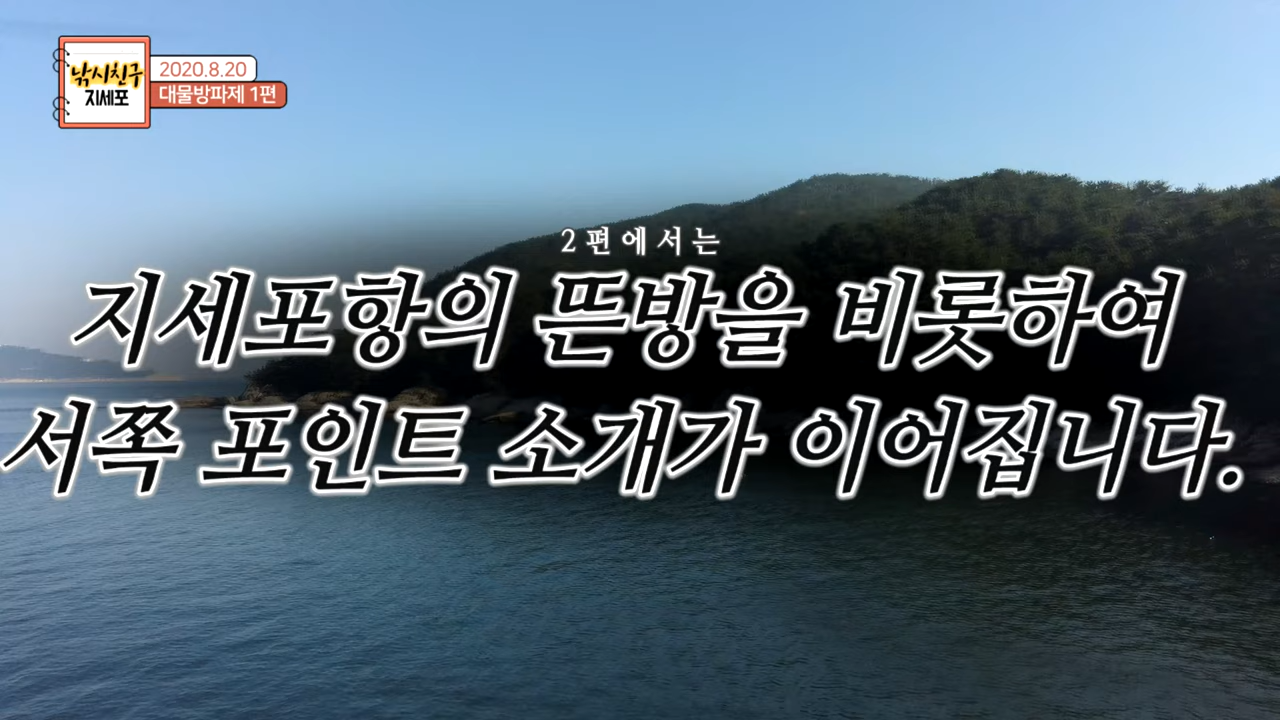 낚시친구
지세포
2020.8.20
대물방파제 1편
2편에서는
지세포항의 뜬방을 비롯하여
서쪽 포인트 소개가 이어집니다.